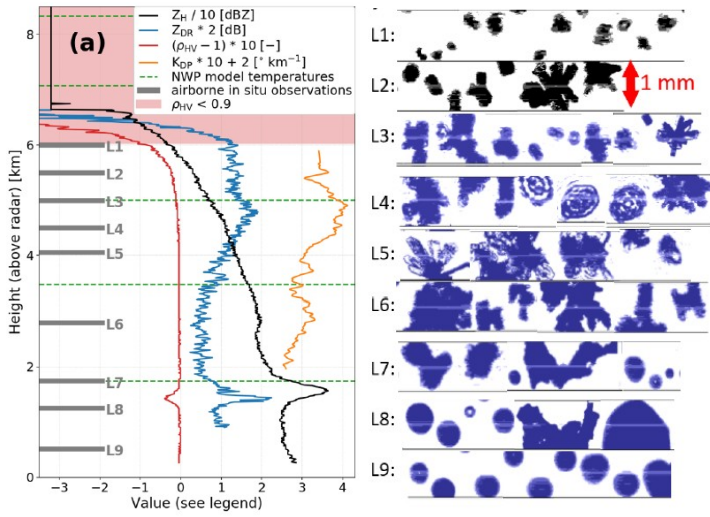 (a)
Z_H / 10 [dBZ]
Z_DR * 2 [dB]
(ρ_HV − 1) * 10 [−]
K_DP * 10 + 2 [° km⁻¹]
NWP model temperatures
airborne in situ observations
ρ_HV < 0.9
Height (above radar) [km]
8
6
4
2
0
L1
L2
L3
L4
L5
L6
L7
L8
L9
−3 −2 −1 0 1 2 3 4
Value (see legend)
L1:
L2:
1 mm
L3:
L4:
L5:
L6:
L7:
L8:
L9: